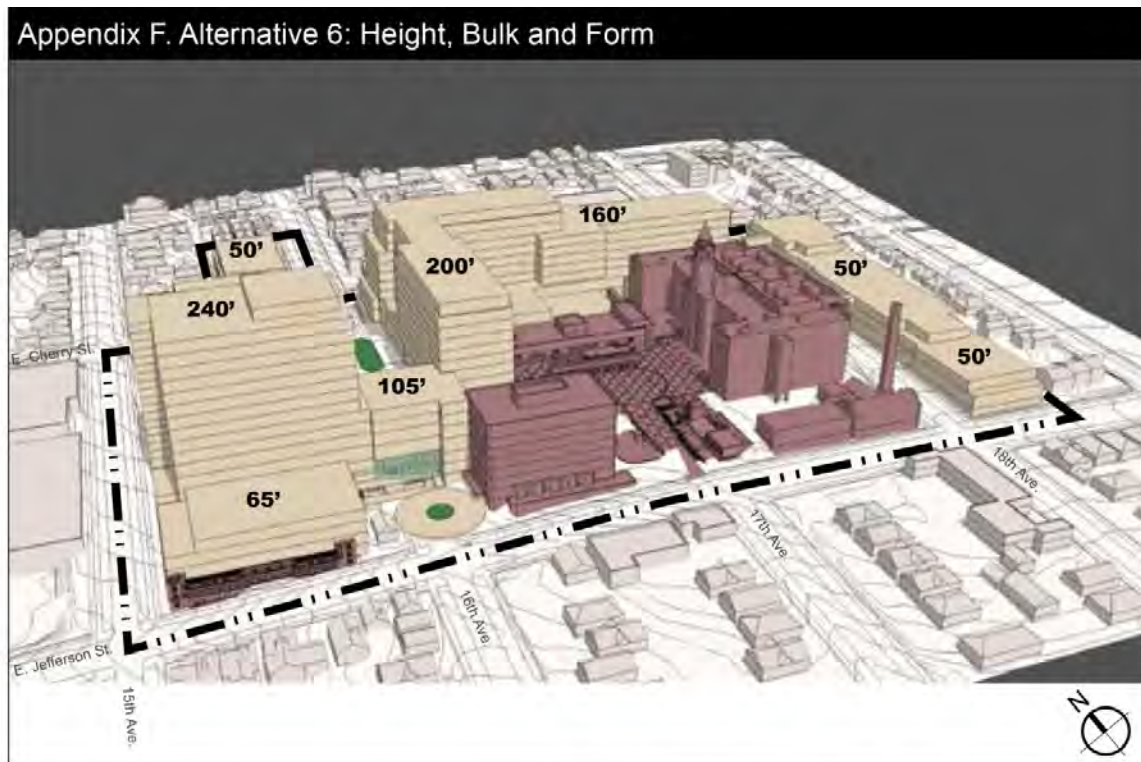 Appendix F. Alternative 6: Height, Bulk and Form
160'
50'
200'
50'
240'
50'
E. Cherry St.
105'
65'
18th Ave.
17th Ave.
16th Ave.
E. Jefferson St.
15th Ave.
N